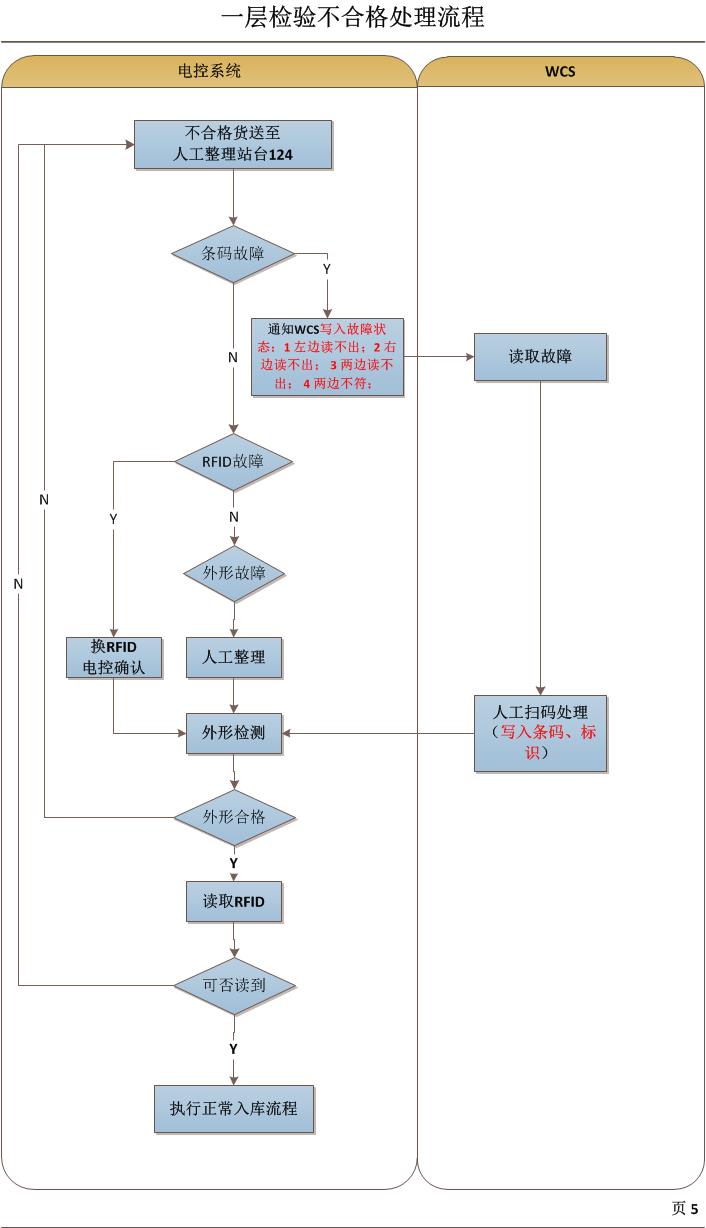 一层检验不合格处理流程
电控系统
WCS
不合格货送至
人工整理站台124
条码故障
Y
通知WCS写入故障状
态：1 左边读不出；2 右
边读不出； 3 两边读不
出； 4 两边不符；
读取故障
N
RFID故障
N
Y
N
外形故障
N
换RFID
电控确认
人工整理
人工扫码处理
（写入条码、标
识）
外形检测
外形合格
Y
读取RFID
可否读到
Y
执行正常入库流程
页 5